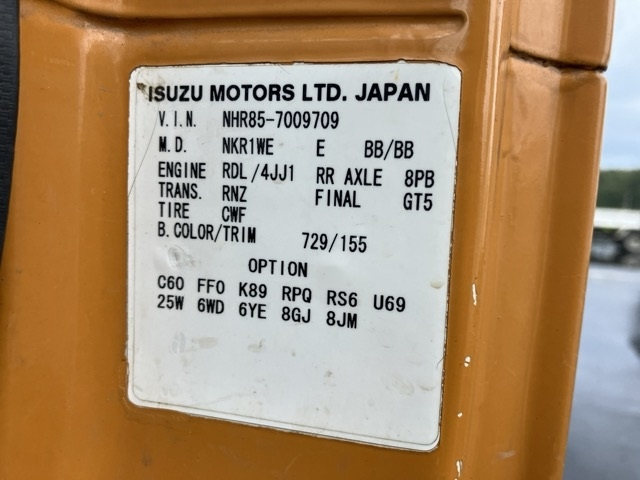 ISUZU MOTORS LTD. JAPAN
V.I.N. NHR85-7009709
M.D. NKR1WE E BB/BB
ENGINE RDL/4JJ1 RR AXLE 8PB
TRANS. RNZ FINAL GT5
TIRE CWF
B.COLOR/TRIM 729/155
OPTION
C60 FF0 K89 RPQ RS6 U69
25W 6WD 6YE 8GJ 8JM